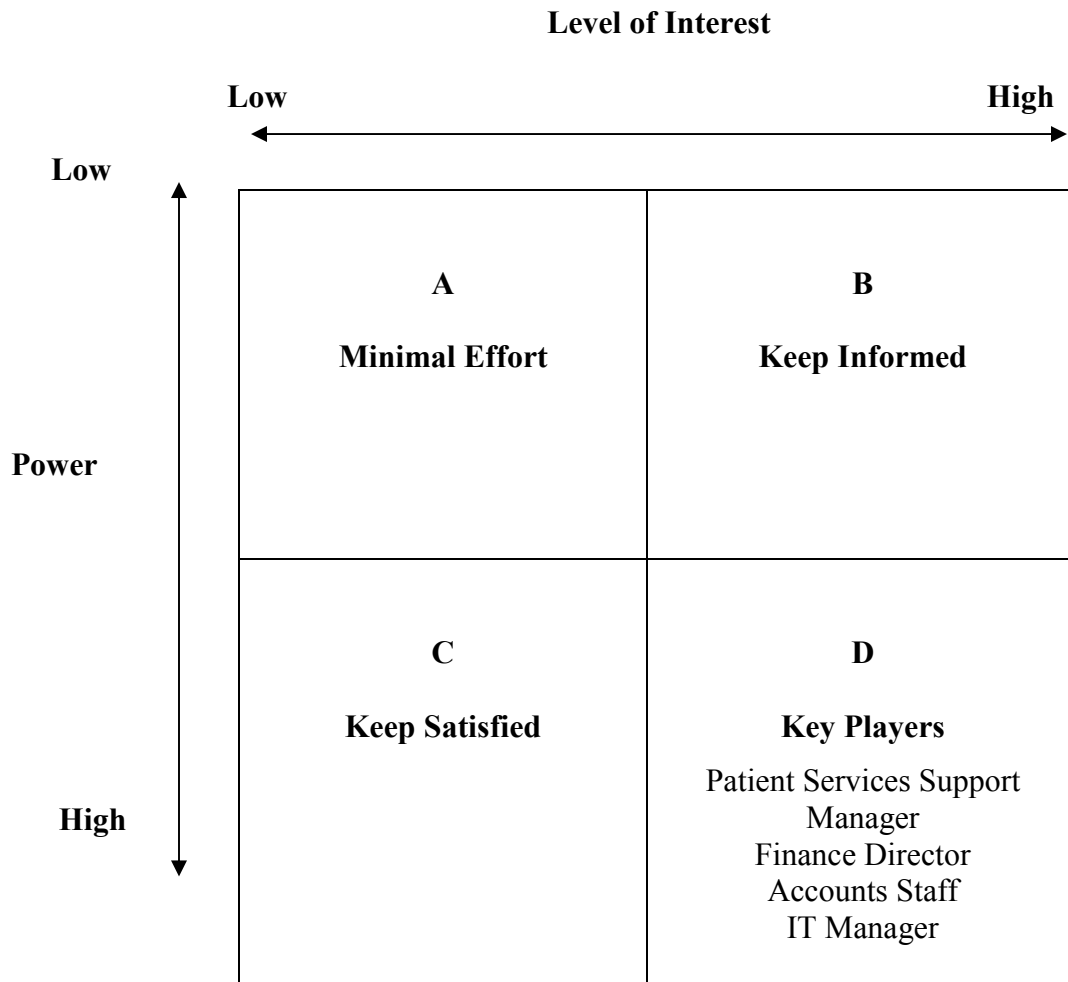 Level of Interest
Low
High
Low
A
B
Minimal Effort
Keep Informed
Power
C
D
Keep Satisfied
Key Players
Patient Services Support
Manager
High
Finance Director
Accounts Staff
IT Manager